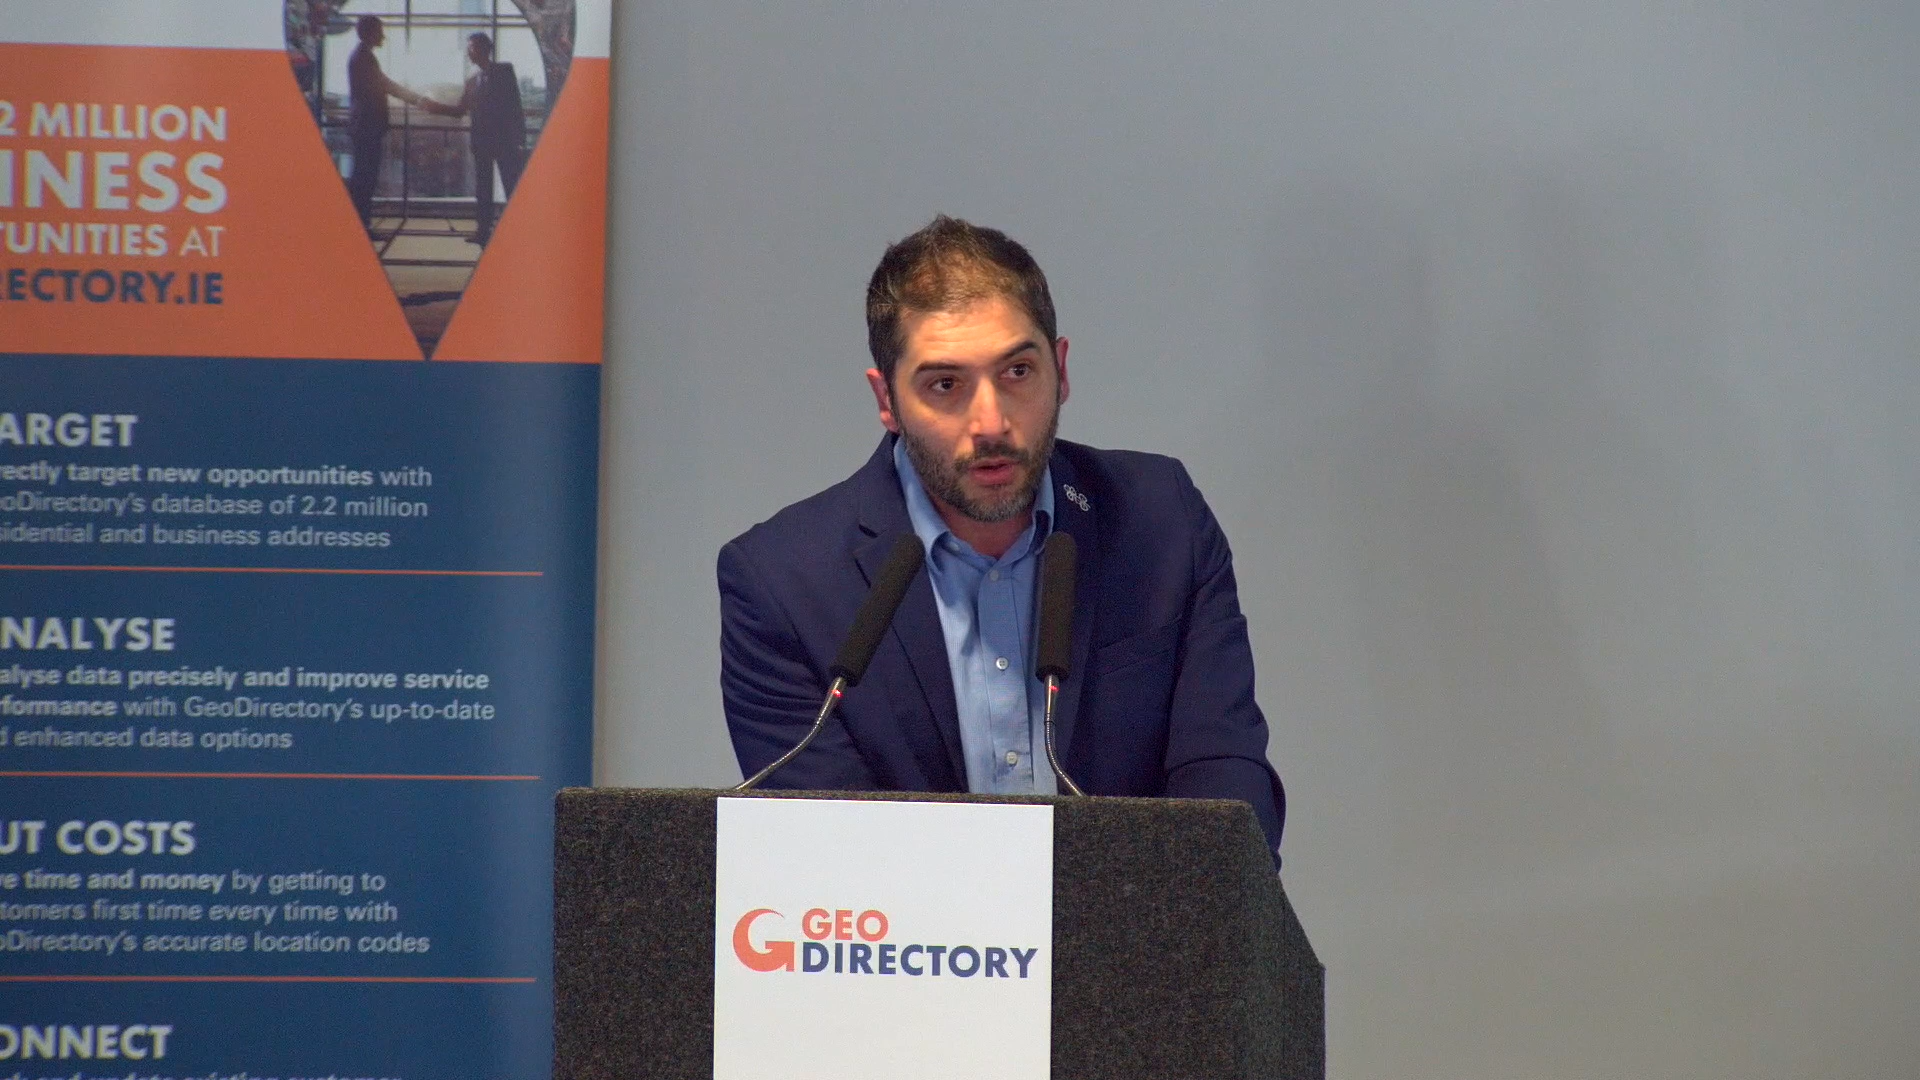 2 MILLION
INESS
TUNITIES AT
RECTORY.IE
ARGET
rectly target new opportunities with
eoDirectory's database of 2.2 million
sidential and business addresses
NALYSE
alyse data precisely and improve service
rformance with GeoDirectory's up-to-date
d enhanced data options
UT COSTS
ve time and money by getting to
stomers first time every time with
oDirectory's accurate location codes
ONNECT
GEO
DIRECTORY